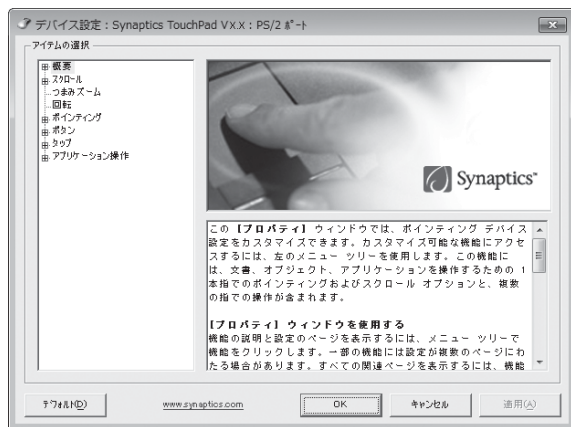 デバイス設定：Synaptics TouchPad Vx.x：PS/2 ﾎﾟｰﾄ
アイテムの選択
概要
ｽｸﾛｰﾙ
つまみズーム
回転
ポインティング
ボタン
タップ
アプリケーション操作
Synaptics
この【プロパティ】ウィンドウでは、ポインティング デバイス
設定をカスタマイズできます。カスタマイズ可能な機能にアクセ
スするには、左のメニュー ツリーを使用します。この機能に
は、文書、オブジェクト、アプリケーションを操作するための 1
本指でのポインティングおよびスクロール オプションと、複数
の指での操作が含まれます。
【プロパティ】ウィンドウを使用する
機能の説明と設定のページを表示するには、メニュー ツリーで
機能をクリックします。一部の機能には設定が複数のページにわ
たる場合があります。すべての関連ページを表示するには、機能
ﾃﾞﾌｫﾙﾄ(D)
www.synaptics.com
OK
キャンセル
適用(A)